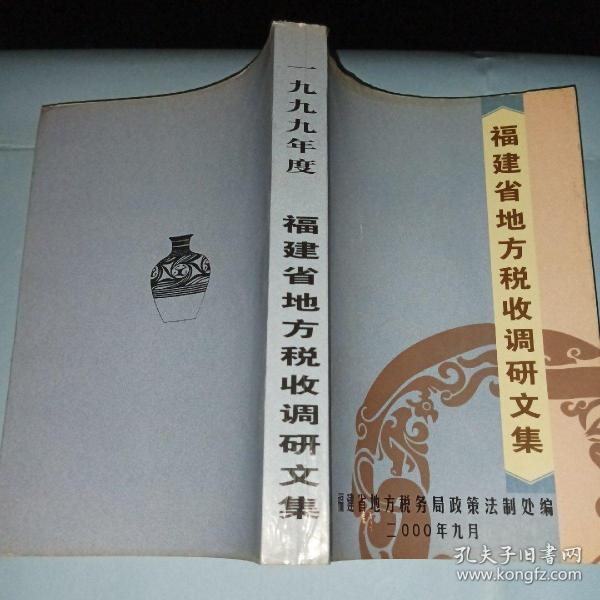 一九九九年度 福建省地方税收调研文集
福建省地方税收调研文集
福建省地方税务局政策法制处编
二000年九月
孔夫子旧书网
www.kongfz.com